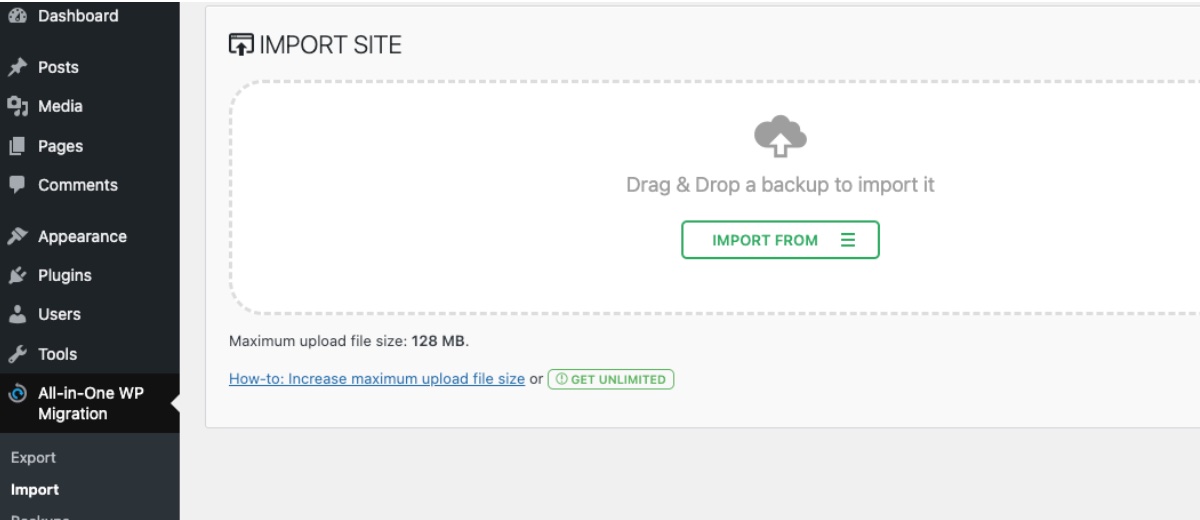 Dashboard
Posts
Media
Pages
Comments
Appearance
Plugins
Users
Tools
All-in-One WP
Migration
Export
Import
IMPORT SITE
Drag & Drop a backup to import it
IMPORT FROM
Maximum upload file size: 128 MB.
How-to: Increase maximum upload file size or GET UNLIMITED